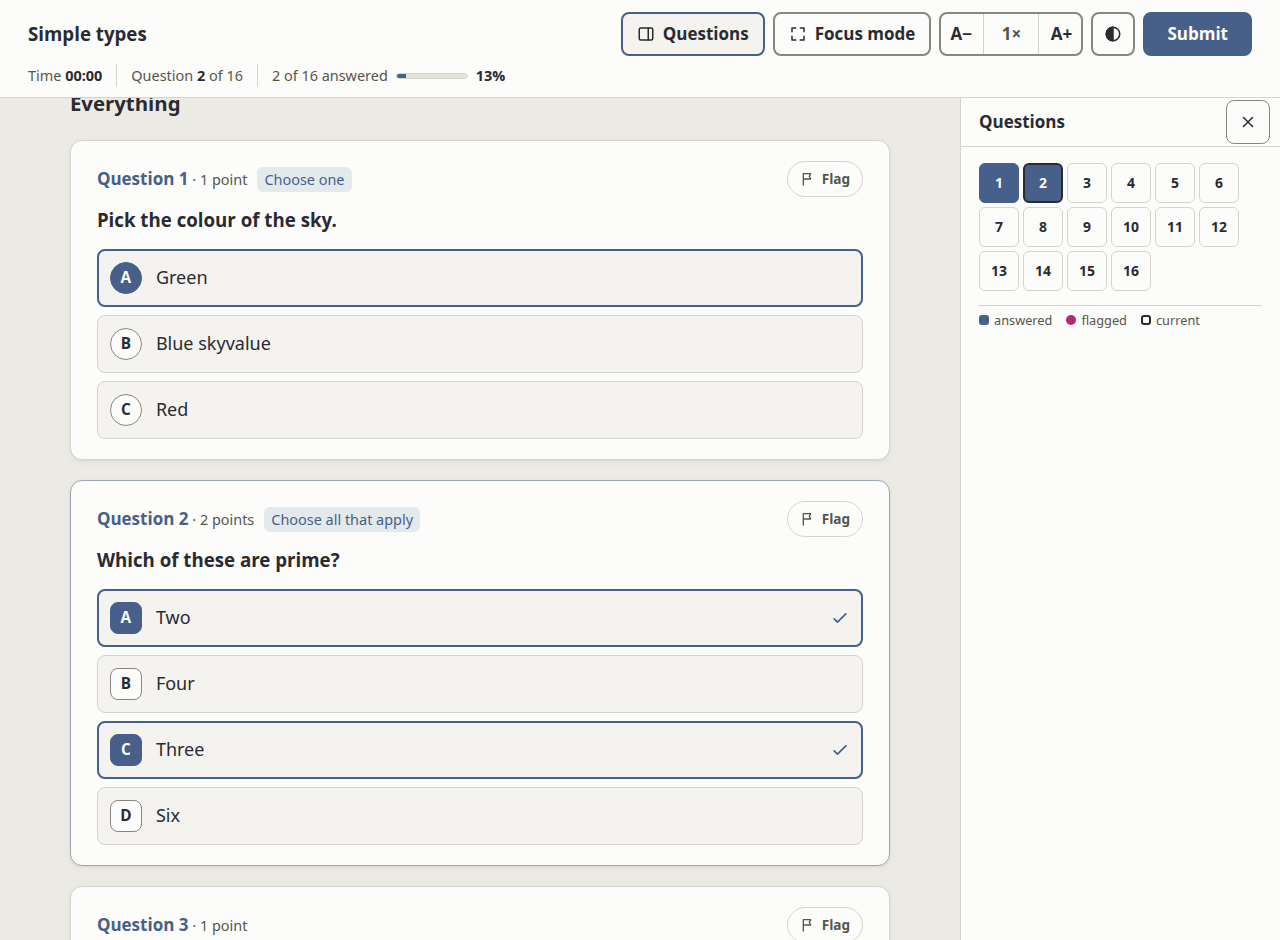 Simple types
Questions
Focus mode
A− 1× A+
Submit
Time 00:00
Question 2 of 16
2 of 16 answered 13%
Everything
Question 1 · 1 point Choose one Flag
Pick the colour of the sky.
A Green
B Blue skyvalue
C Red
Question 2 · 2 points Choose all that apply Flag
Which of these are prime?
A Two
B Four
C Three
D Six
Question 3 · 1 point Flag
Questions
1 2 3 4 5 6
7 8 9 10 11 12
13 14 15 16
answered flagged current